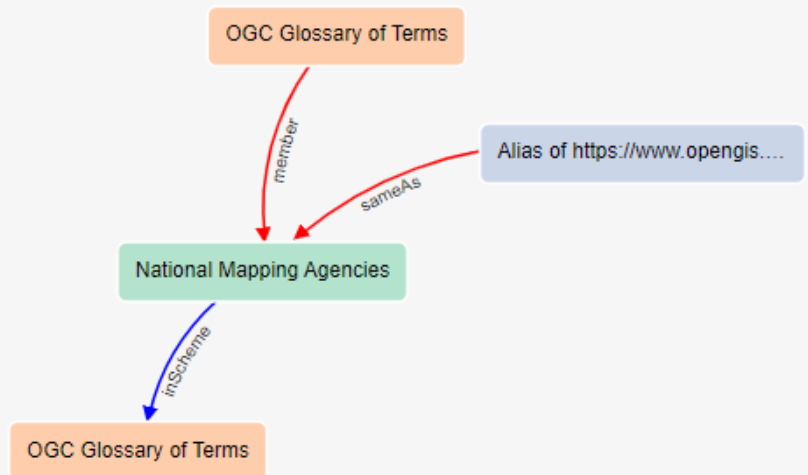 OGC Glossary of Terms
member
Alias of https://www.opengis....
sameAs
National Mapping Agencies
inScheme
OGC Glossary of Terms